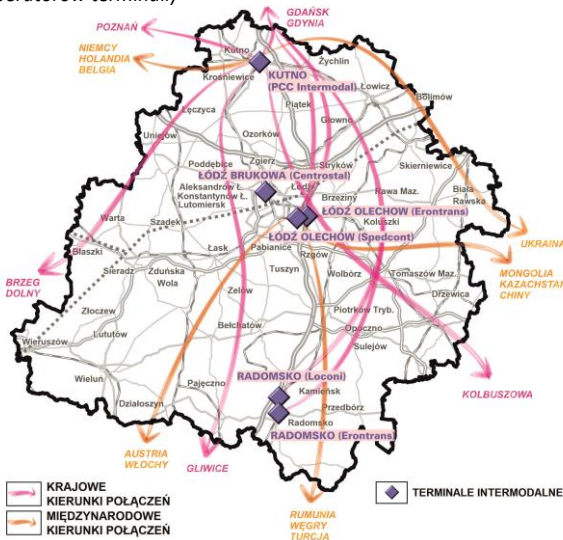 operatorów terminali)
GDAŃSK
GDYNIA
POZNAŃ
NIEMCY
HOLANDIA
BELGIA
Kutno
Żychlin
Krośniewice
KUTNO
(PCC Intermodal)
Łowicz
Bolimów
Łęczyca
Piątek
Głowno
Uniejów
Ozorków
Stryków
Skierniewice
Poddębice
Zgierz
ŁÓDŹ BRUKOWA (Centrostal)
Aleksandrów Ł.
Konstantynów Ł.
Lutomiersk
Łódź
Brzeziny
Rawa Maz.
Biała
Rawska
Warta
Szadek
ŁÓDŹ OLECHÓW (Erontrans)
Koluszki
ŁÓDŹ OLECHÓW (Spedcont)
UKRAINA
Błaszki
Łask
Pabianice
Rzgów
Sieradz
Zduńska
Wola
Tuszyn
Wolbórz
Tomaszów Maz.
MONGOLIA
KAZACHSTAN
CHINY
BRZEG
DOLNY
Zelów
Drzewica
Złoczew
Bełchatów
Piotrków Tryb.
Opoczno
Lututów
Sulejów
Wieruszów
KOLBUSZOWA
Wieluń
Pajęczno
RADOMSKO (Loconi)
Kamieńsk
Działoszyn
Przedbórz
Radomsko
RADOMSKO (Erontrans)
AUSTRIA
WŁOCHY
GLIWICE
RUMUNIA
WĘGRY
TURCJA
KRAJOWE
KIERUNKI POŁĄCZEŃ
MIĘDZYNARODOWE
KIERUNKI POŁĄCZEŃ
TERMINALE INTERMODALNE